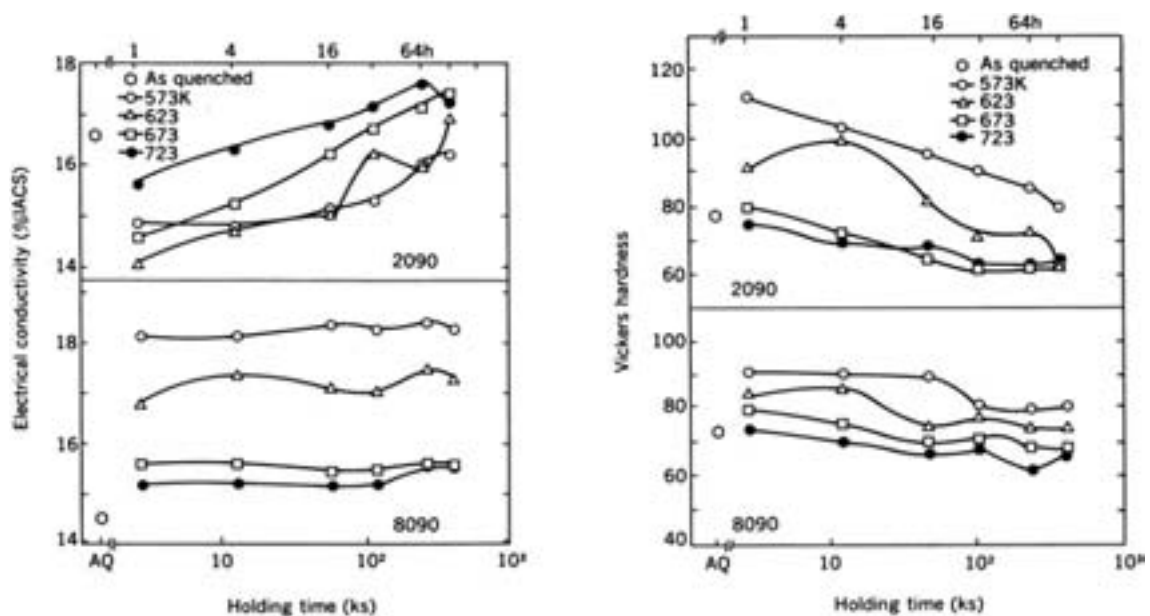 1 4 16 64h
18
○ As quenched
○ 573K
△ 623
□ 673
● 723
16
14
2090
18
16
14
8090
AQ 10 10² 10³
Electrical conductivity (%IACS)
Holding time (ks)
1 4 16 64h
120
○ As quenched
○ 573K
△ 623
□ 673
● 723
100
80
60
2090
100
80
60
40
8090
AQ 10 10² 10³
Vickers hardness
Holding time (ks)